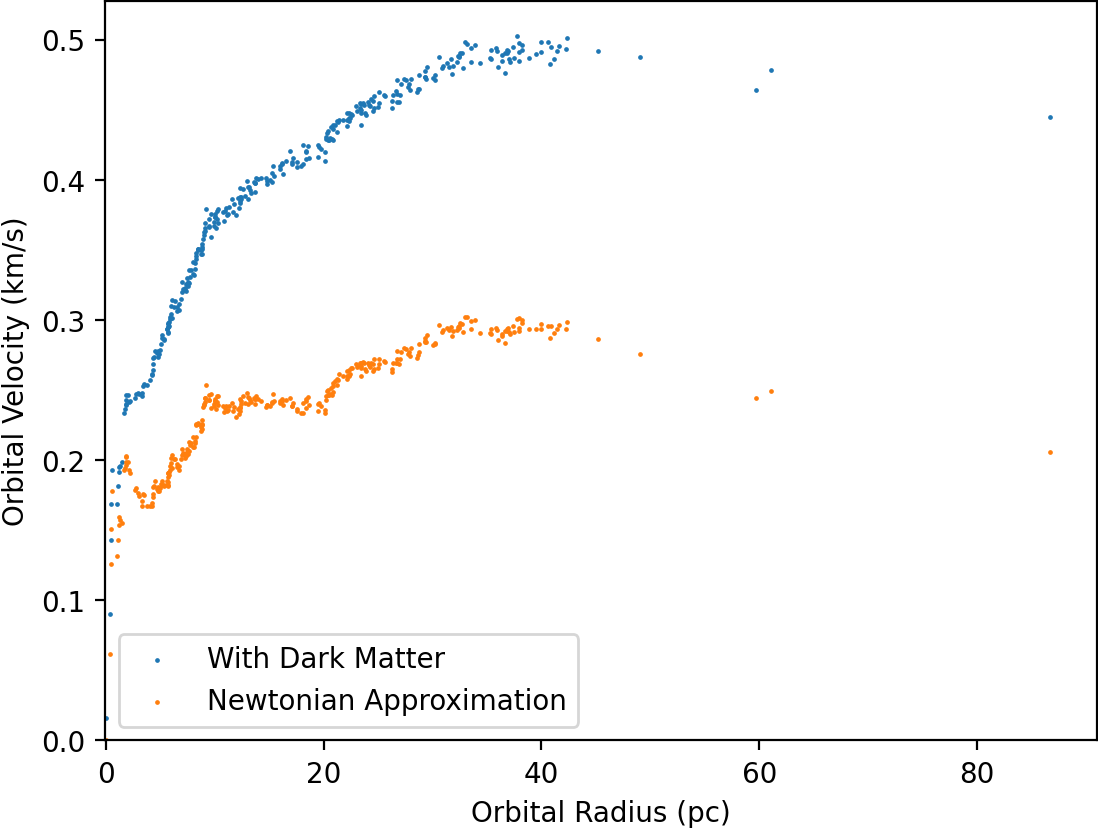 0.5
0.4
0.3
0.2
0.1
0.0
Orbital Velocity (km/s)
With Dark Matter
Newtonian Approximation
0 20 40 60 80
Orbital Radius (pc)